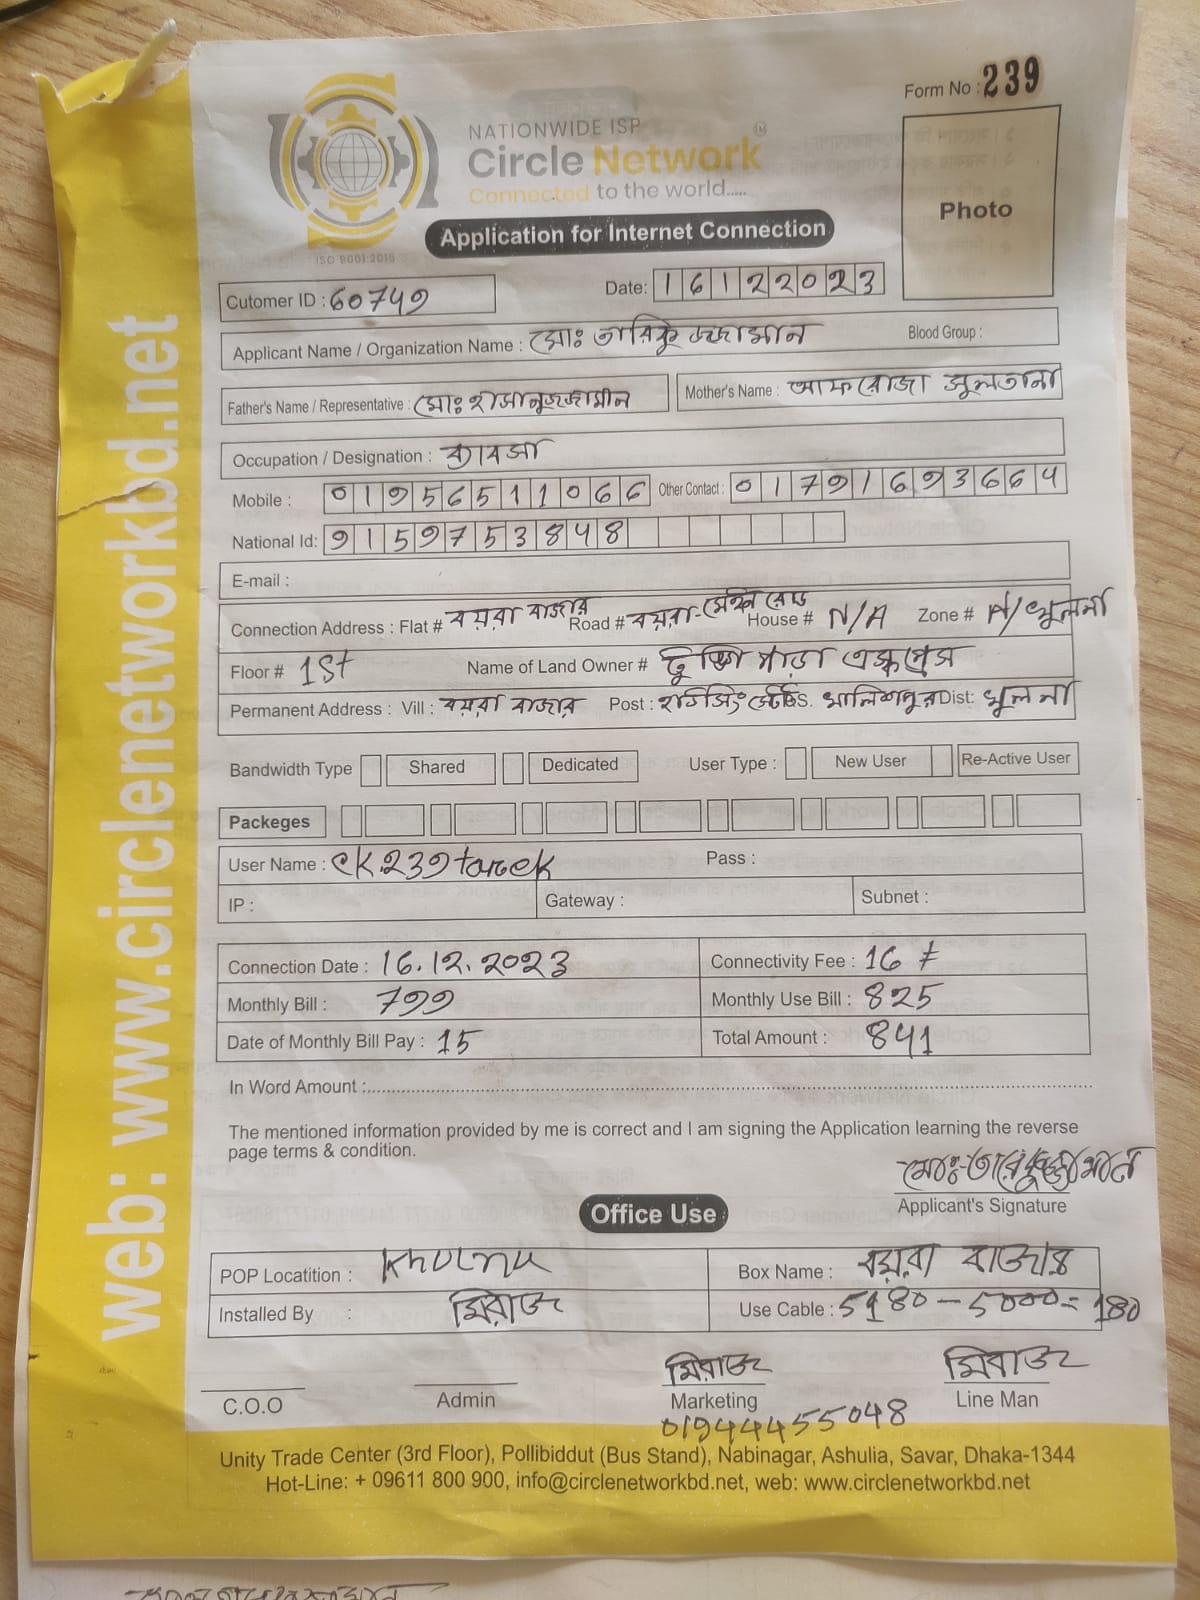 Form No : 239
NATIONWIDE ISP
Circle Network
Connected to the world.....
ISO 9001:2015
Photo
Application for Internet Connection
Cutomer ID : 60749
Date: 16122023
Applicant Name / Organization Name : মোঃ তারিকুজ্জামান Blood Group :
Father's Name / Representative : মোঃ হাসানুজ্জামান Mother's Name : আফরোজা সুলতানা
Occupation / Designation : ব্যবসা
Mobile : 01956511066 Other Contact : 01791693664
National Id: 9159753848
E-mail :
Connection Address : Flat # বয়রা বাজার Road # বয়রা-মেইন রোড House # N/A Zone # খুলনা
Floor # 1st Name of Land Owner # টুঙ্গিপাড়া এক্সপ্রেস
Permanent Address : Vill : বয়রা বাজার Post : P.S. খালিশপুর Dist: খুলনা
Bandwidth Type Shared Dedicated User Type : New User Re-Active User
Packeges
User Name : ck.239tarek Pass :
IP : Gateway : Subnet :
Connection Date : 16.12.2023 Connectivity Fee : 16
Monthly Bill : 799 Monthly Use Bill : 825
Date of Monthly Bill Pay : 15 Total Amount : 841
In Word Amount :
The mentioned information provided by me is correct and I am signing the Application learning the reverse
page terms & condition.
মোঃ-তারেকুজ্জামান
Applicant's Signature
Office Use
POP Locatition : Khulna Box Name : বয়রা বাজার
Installed By : মিরাজ Use Cable : 5180 - 5000 = 180
মিরাজ মিরাজ
C.O.O Admin Marketing Line Man
01944455048
Unity Trade Center (3rd Floor), Pollibiddut (Bus Stand), Nabinagar, Ashulia, Savar, Dhaka-1344
Hot-Line: + 09611 800 900, info@circlenetworkbd.net, web: www.circlenetworkbd.net
web: www.circlenetworkbd.net